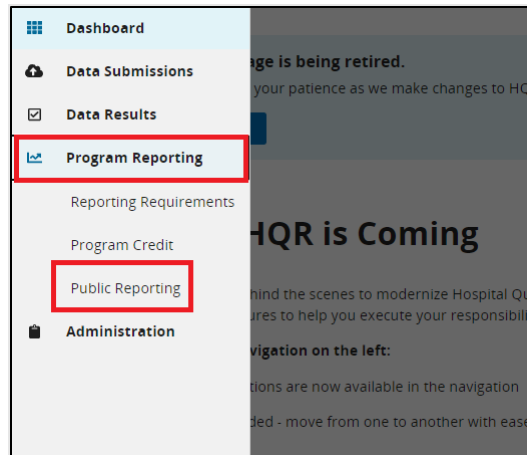 Dashboard
Data Submissions
Data Results
Program Reporting
Reporting Requirements
Program Credit
Public Reporting
Administration
age is being retired.
your patience as we make changes to HQ
HQR is Coming
hind the scenes to modernize Hospital Qu
ures to help you execute your responsibili
vigation on the left:
tions are now available in the navigation
ded - move from one to another with ease